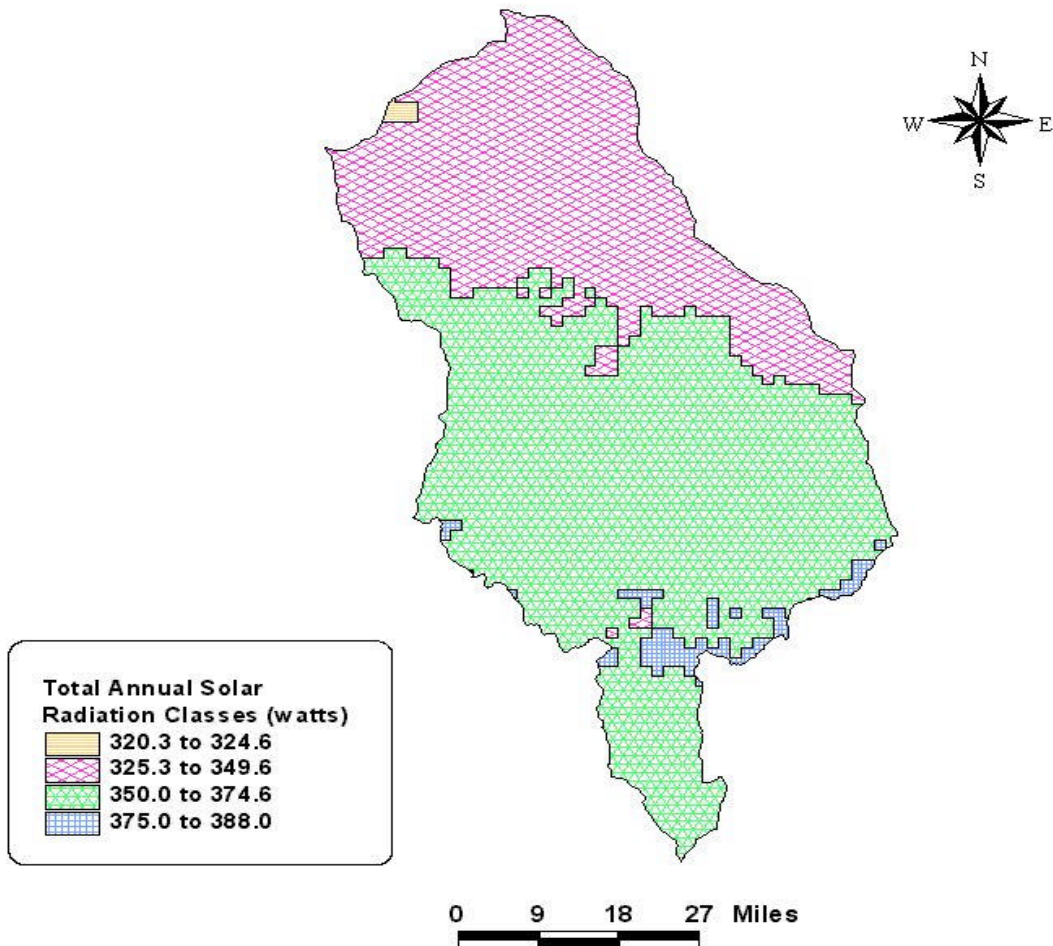 N
W E
S
Total Annual Solar
Radiation Classes (watts)
320.3 to 324.6
325.3 to 349.6
350.0 to 374.6
375.0 to 388.0
0 9 18 27 Miles